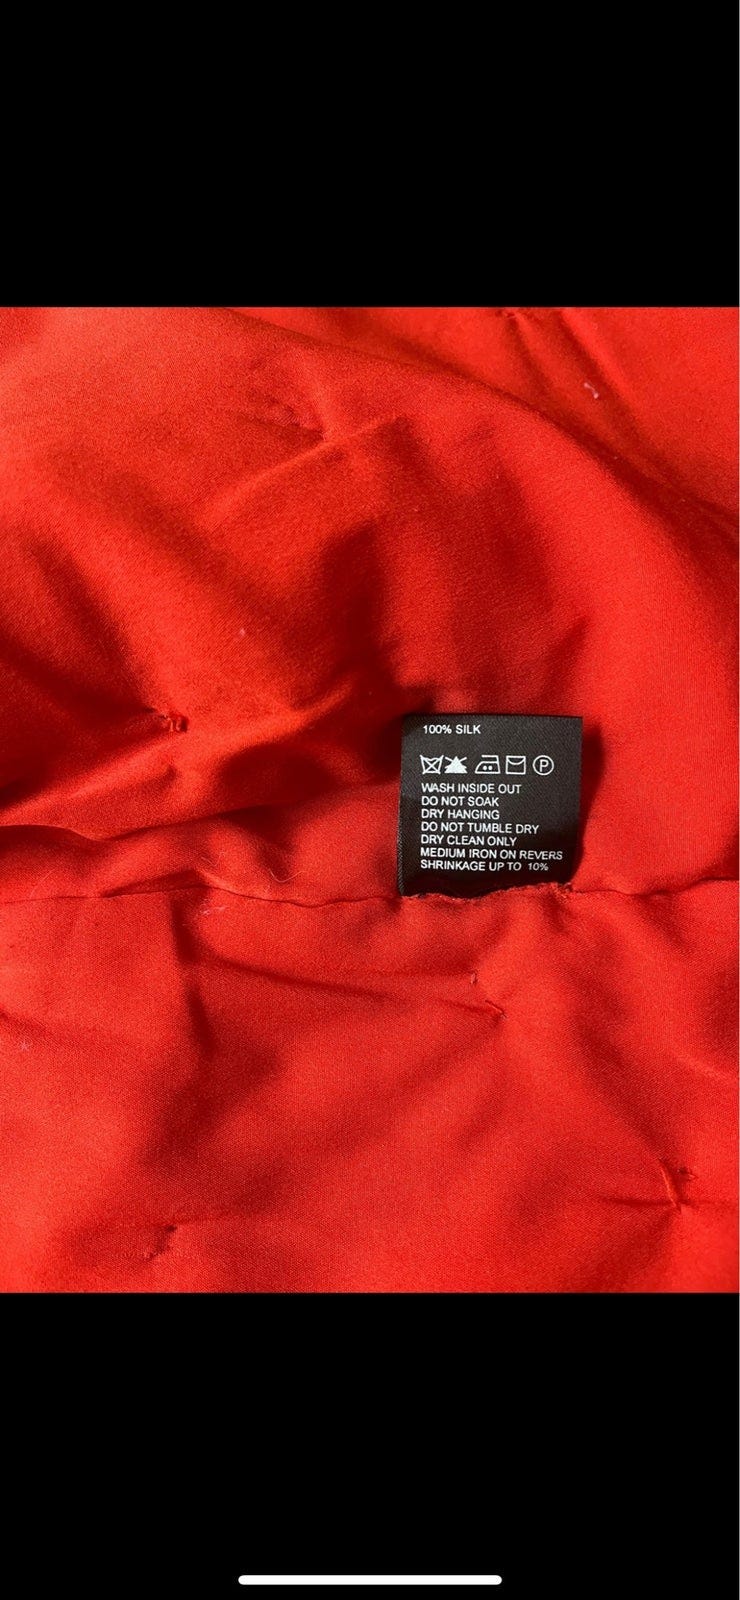 100% SILK
P
WASH INSIDE OUT
DO NOT SOAK
DRY HANGING
DO NOT TUMBLE DRY
DRY CLEAN ONLY
MEDIUM IRON ON REVERS
SHRINKAGE UP TO 10%